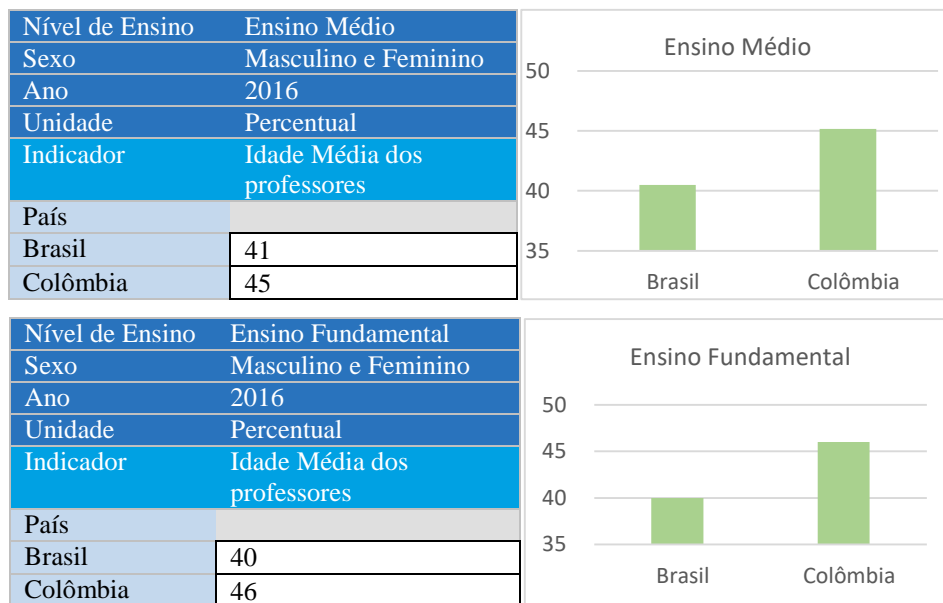 Nível de Ensino Ensino Médio
Sexo Masculino e Feminino
Ano 2016
Unidade Percentual
Indicador Idade Média dos
professores
País
Brasil 41
Colômbia 45
Ensino Médio
50
45
40
35
Brasil Colômbia
Nível de Ensino Ensino Fundamental
Sexo Masculino e Feminino
Ano 2016
Unidade Percentual
Indicador Idade Média dos
professores
País
Brasil 40
Colômbia 46
Ensino Fundamental
50
45
40
35
Brasil Colômbia